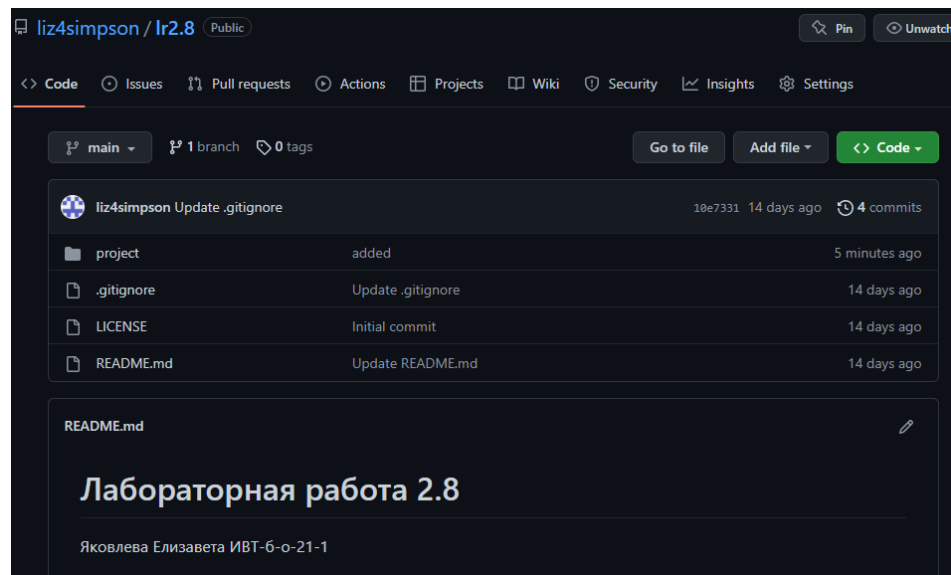 liz4simpson / lr2.8 Public Pin Unwatch
Code Issues Pull requests Actions Projects Wiki Security Insights Settings
main 1 branch 0 tags Go to file Add file Code
liz4simpson Update .gitignore 10e7331 14 days ago 4 commits
project added 5 minutes ago
.gitignore Update .gitignore 14 days ago
LICENSE Initial commit 14 days ago
README.md Update README.md 14 days ago
README.md
Лабораторная работа 2.8
Яковлева Елизавета ИВТ-б-о-21-1